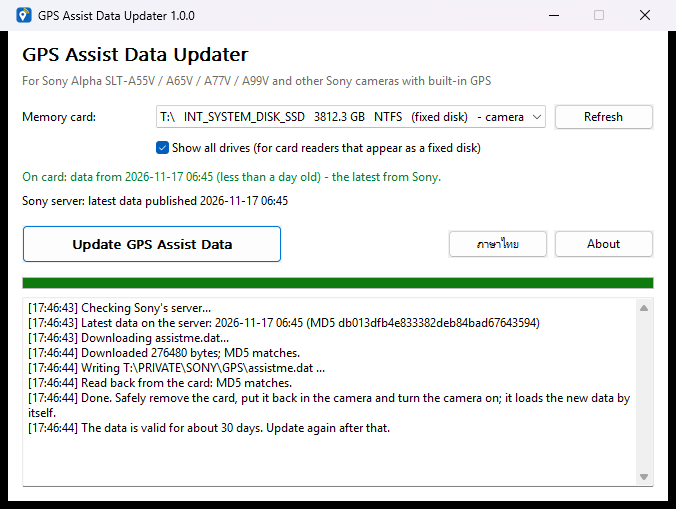 GPS Assist Data Updater 1.0.0
GPS Assist Data Updater
For Sony Alpha SLT-A55V / A65V / A77V / A99V and other Sony cameras with built-in GPS
Memory card:
T:\ INT_SYSTEM_DISK_SSD 3812.3 GB NTFS (fixed disk) - camera
Refresh
Show all drives (for card readers that appear as a fixed disk)
On card: data from 2026-11-17 06:45 (less than a day old) - the latest from Sony.
Sony server: latest data published 2026-11-17 06:45
Update GPS Assist Data
ภาษาไทย
About
[17:46:43] Checking Sony's server...
[17:46:43] Latest data on the server: 2026-11-17 06:45 (MD5 db013dfb4e833382deb84bad67643594)
[17:46:43] Downloading assistme.dat...
[17:46:44] Downloaded 276480 bytes; MD5 matches.
[17:46:44] Writing T:\PRIVATE\SONY\GPS\assistme.dat ...
[17:46:44] Read back from the card: MD5 matches.
[17:46:44] Done. Safely remove the card, put it back in the camera and turn the camera on; it loads the new data by
itself.
[17:46:44] The data is valid for about 30 days. Update again after that.